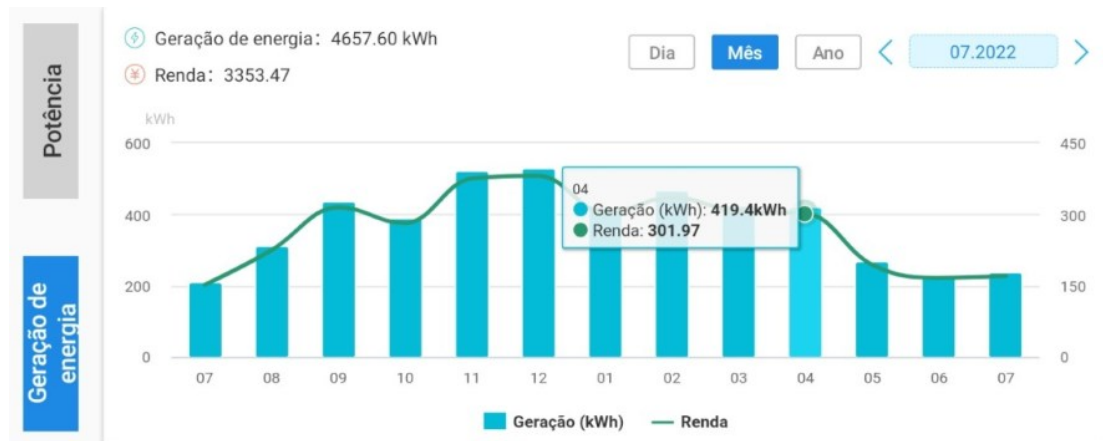 Potência
Geração de
energia
Geração de energia: 4657.60 kWh
Renda: 3353.47
Dia
Mês
Ano
07.2022
kWh
600
400
200
0
450
300
150
0
04
Geração (kWh): 419.4kWh
Renda: 301.97
07 08 09 10 11 12 01 02 03 04 05 06 07
Geração (kWh) Renda